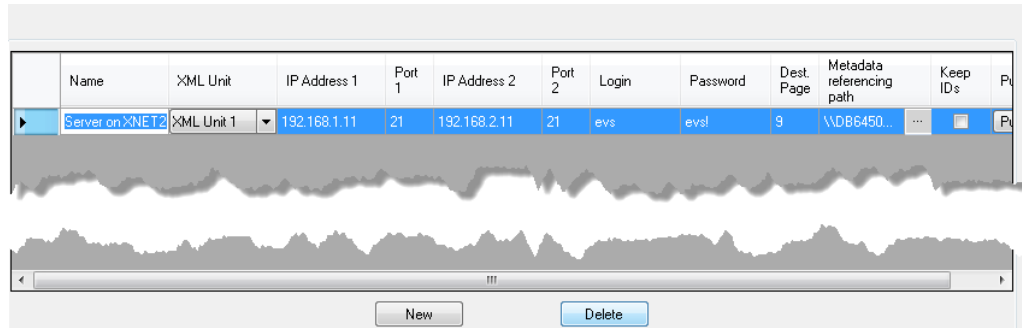 Name XML Unit IP Address 1 Port 1 IP Address 2 Port 2 Login Password Dest. Page Metadata referencing path Keep IDs
Server on XNET2 XML Unit 1 192.168.1.11 21 192.168.2.11 21 evs evs! 9 \\DB6450... ...
New Delete